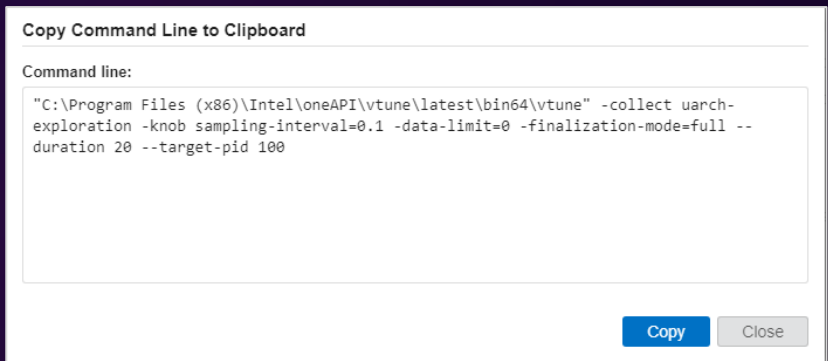 Copy Command Line to Clipboard
Command line:
"C:\Program Files (x86)\Intel\oneAPI\vtune\latest\bin64\vtune" -collect uarch-
exploration -knob sampling-interval=0.1 -data-limit=0 -finalization-mode=full --
duration 20 --target-pid 100
Copy
Close